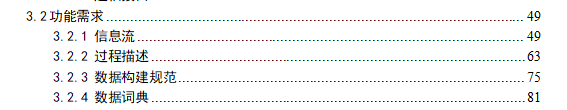 3.2功能需求........................................................ 49
3.2.1 信息流........................................................ 49
3.2.2 过程描述........................................................ 63
3.2.3 数据构建规范........................................................ 75
3.2.4 数据词典........................................................ 81